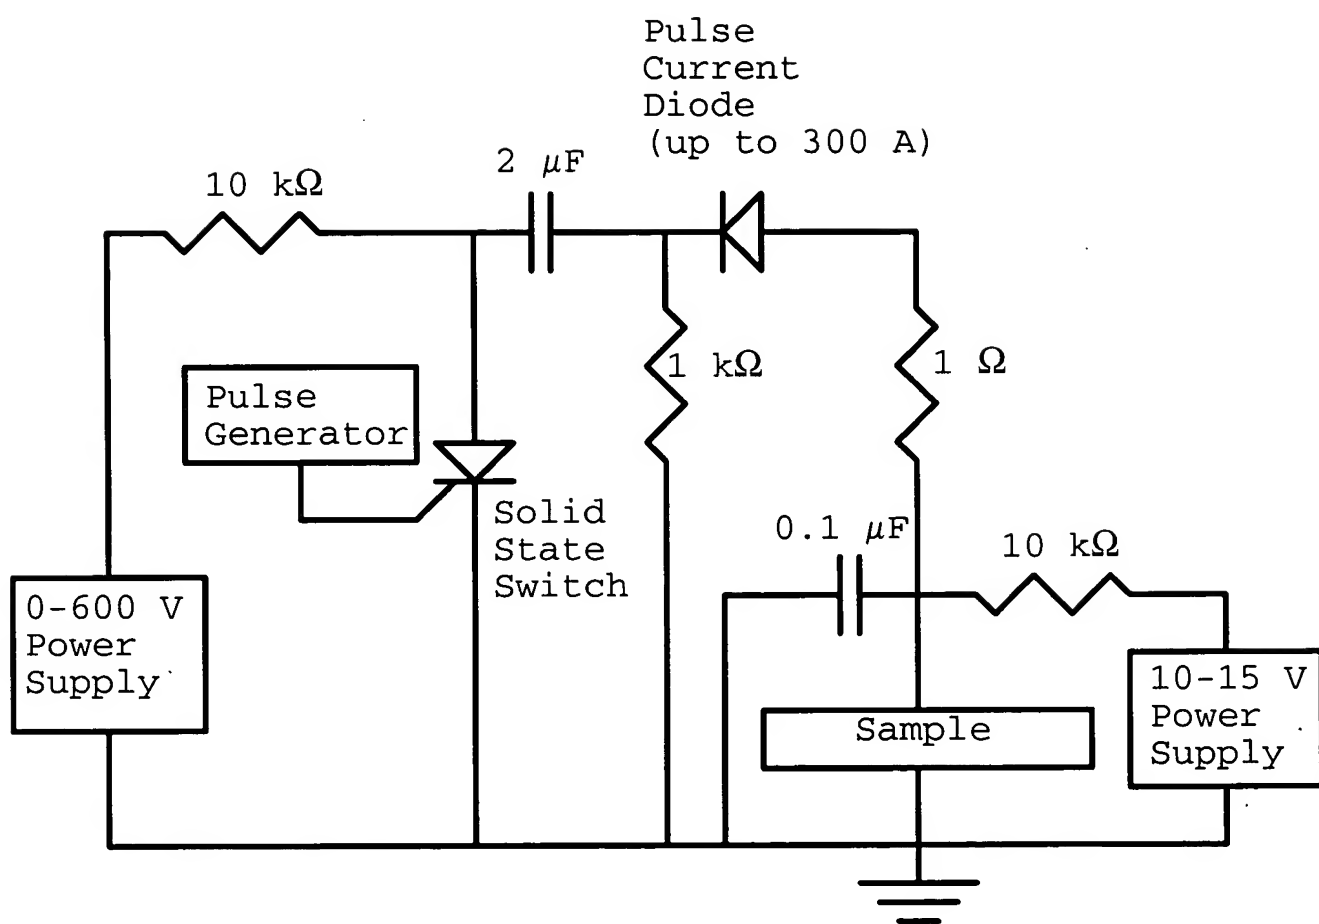 Pulse
Current
Diode
(up to 300 A)
2 μF
10 kΩ
1 kΩ
1 Ω
Pulse
Generator
Solid
State
Switch
0.1 μF
10 kΩ
0-600 V
Power
Supply
10-15 V
Power
Supply
Sample